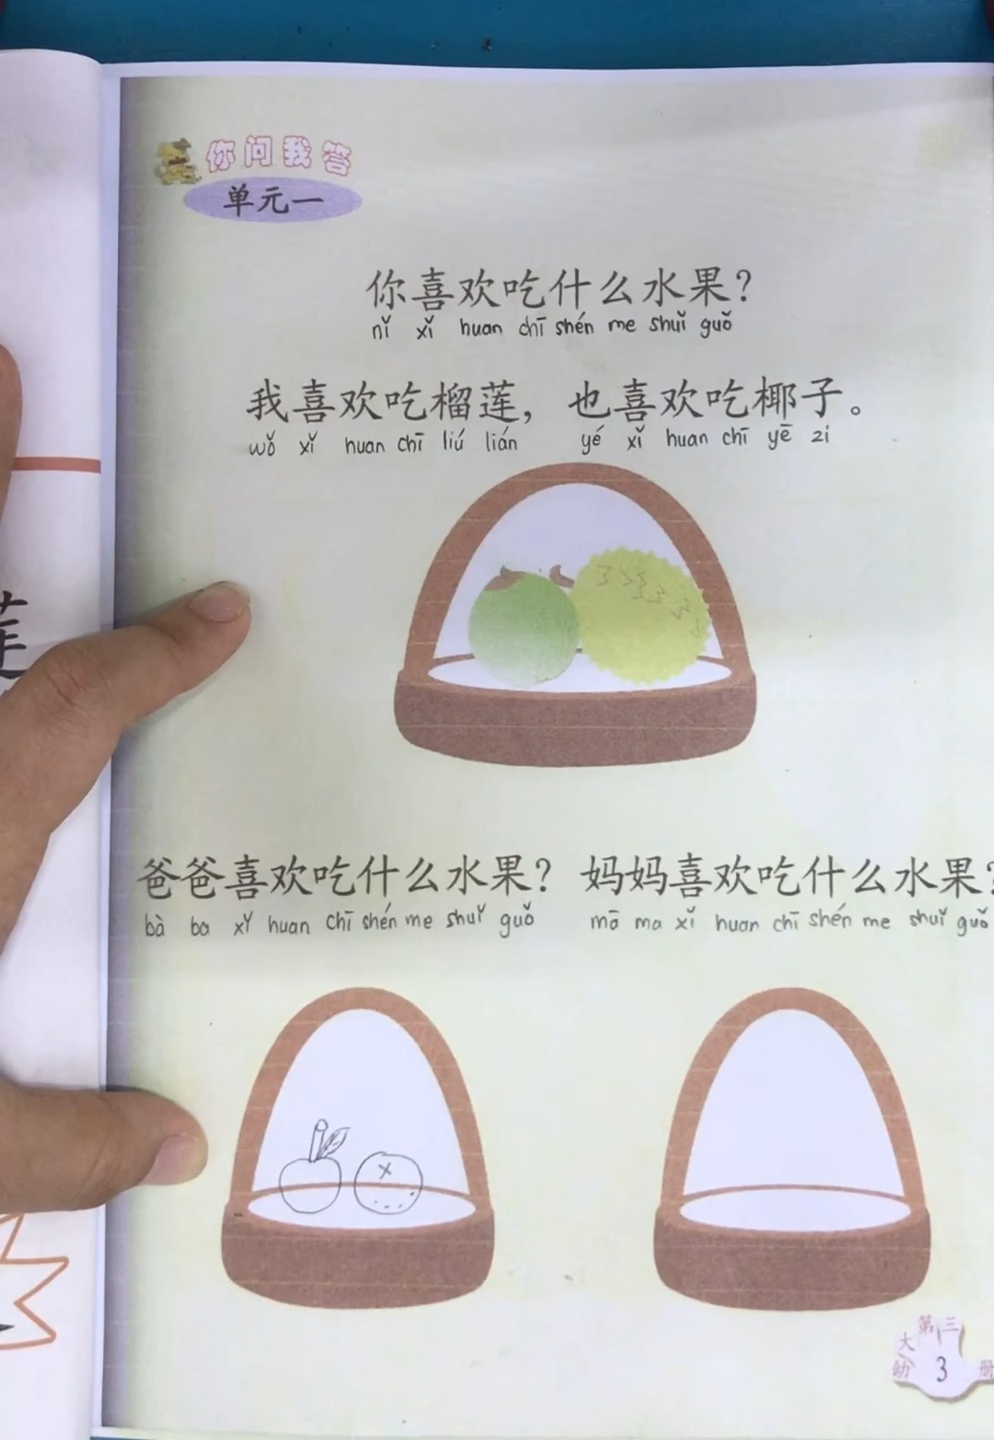 你问我答
单元一
你喜欢吃什么水果?
nǐ xǐ huan chī shén me shuǐ guǒ
我喜欢吃榴莲，也喜欢吃椰子。
wǒ xǐ huan chī liú lián yé xǐ huan chī yē zi
爸爸喜欢吃什么水果? 妈妈喜欢吃什么水果?
bà ba xǐ huan chī shén me shuǐ guǒ mā ma xǐ huan chī shén me shuǐ guǒ
莲
大幼第三册
3